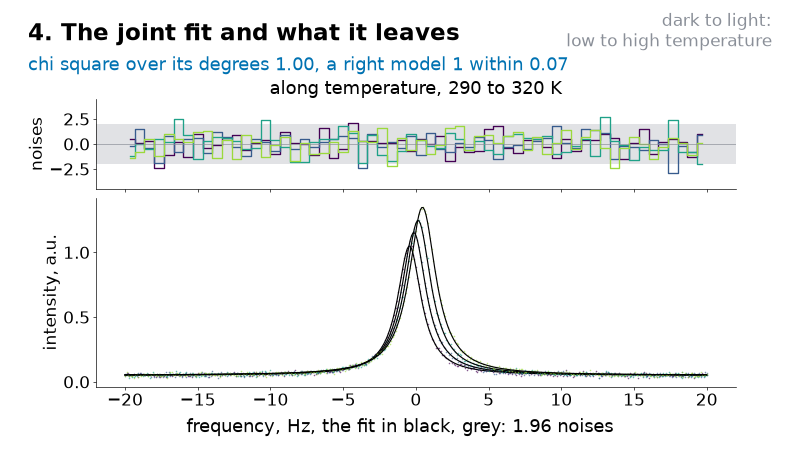 4. The joint fit and what it leaves
dark to light:
low to high temperature
chi square over its degrees 1.00, a right model 1 within 0.07
along temperature, 290 to 320 K
noises
2.5
0.0
−2.5
intensity, a.u.
1.0
0.5
0.0
−20 −15 −10 −5 0 5 10 15 20
frequency, Hz, the fit in black, grey: 1.96 noises